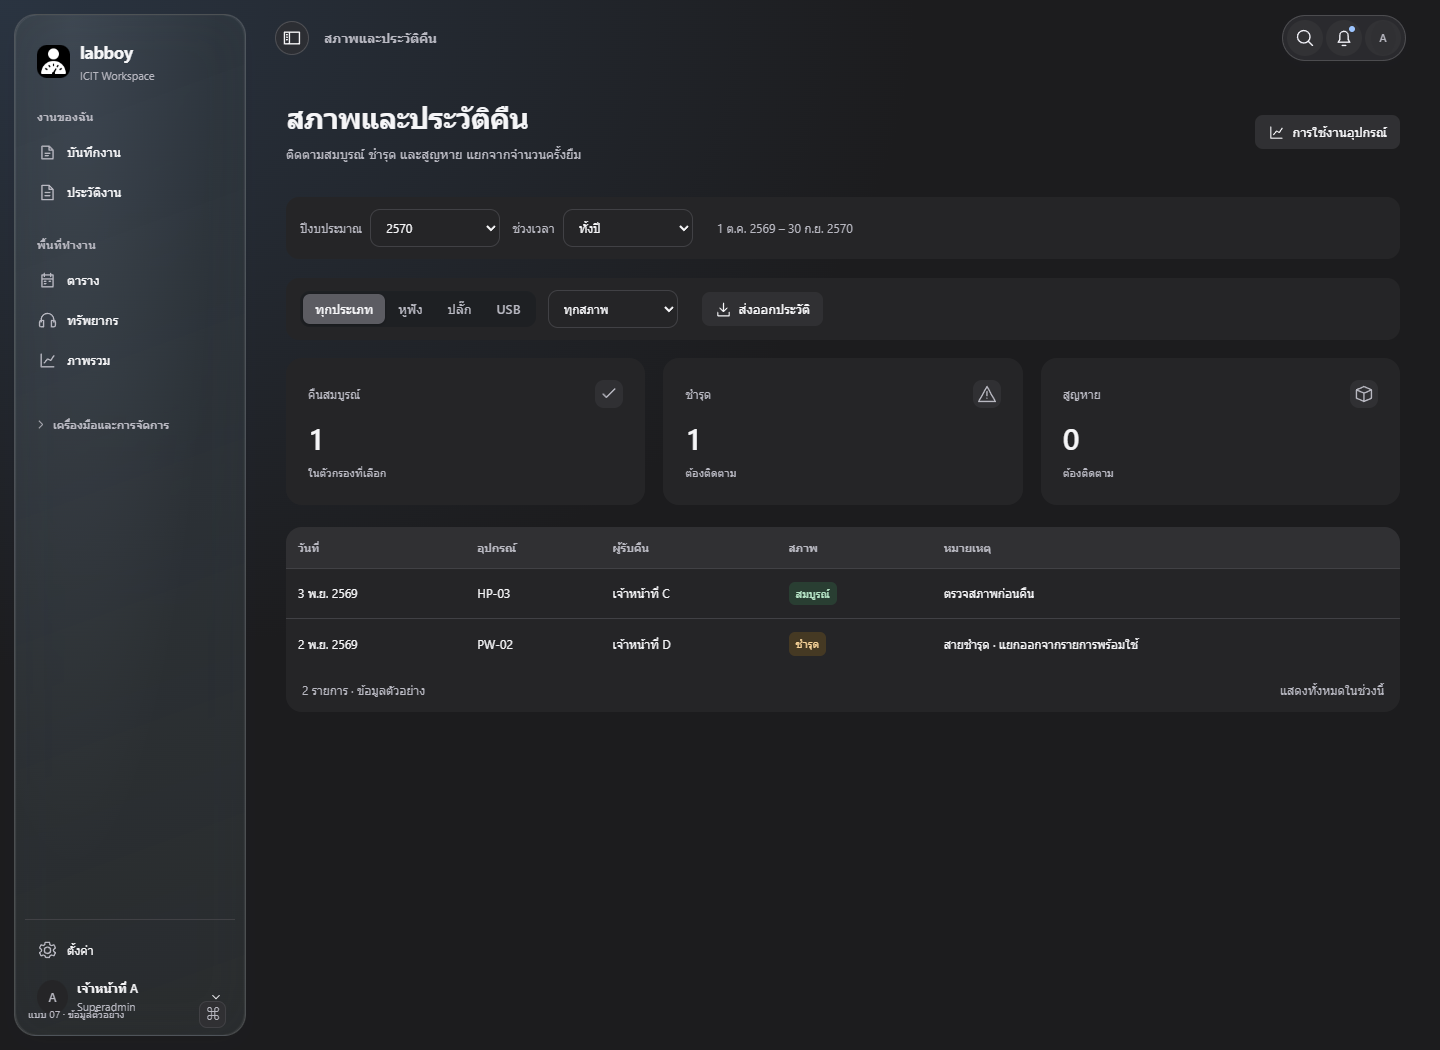 labboy
ICIT Workspace
งานของฉัน
บันทึกงาน
ประวัติงาน
พื้นที่ทำงาน
ตาราง
ทรัพยากร
ภาพรวม
เครื่องมือและการจัดการ
ตั้งค่า
A
เจ้าหน้าที่ A
Superadmin
แบบ 07 · ข้อมูลตัวอย่าง
สภาพและประวัติคืน
A
สภาพและประวัติคืน
ติดตามสมบูรณ์ ชำรุด และสูญหาย แยกจากจำนวนครั้งยืม
การใช้งานอุปกรณ์
ปีงบประมาณ 2570 ช่วงเวลา ทั้งปี 1 ต.ค. 2569 – 30 ก.ย. 2570
ทุกประเภท หูฟัง ปลั๊ก USB ทุกสภาพ ส่งออกประวัติ
คืนสมบูรณ์
1
ในตัวกรองที่เลือก
ชำรุด
1
ต้องติดตาม
สูญหาย
0
ต้องติดตาม
วันที่ อุปกรณ์ ผู้รับคืน สภาพ หมายเหตุ
3 พ.ย. 2569 HP-03 เจ้าหน้าที่ C สมบูรณ์ ตรวจสภาพก่อนคืน
2 พ.ย. 2569 PW-02 เจ้าหน้าที่ D ชำรุด สายชำรุด · แยกออกจากรายการพร้อมใช้
2 รายการ · ข้อมูลตัวอย่าง แสดงทั้งหมดในช่วงนี้